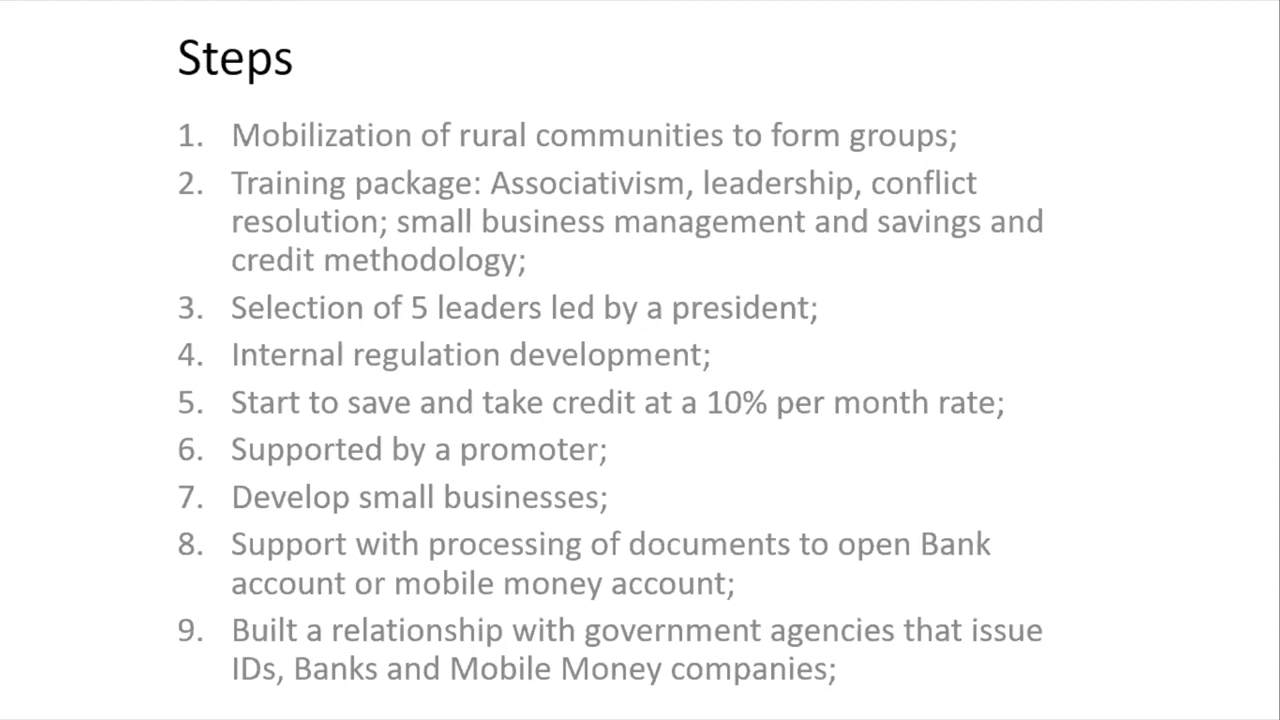 Steps
1. Mobilization of rural communities to form groups;
2. Training package: Associativism, leadership, conflict
resolution; small business management and savings and
credit methodology;
3. Selection of 5 leaders led by a president;
4. Internal regulation development;
5. Start to save and take credit at a 10% per month rate;
6. Supported by a promoter;
7. Develop small businesses;
8. Support with processing of documents to open Bank
account or mobile money account;
9. Built a relationship with government agencies that issue
IDs, Banks and Mobile Money companies;